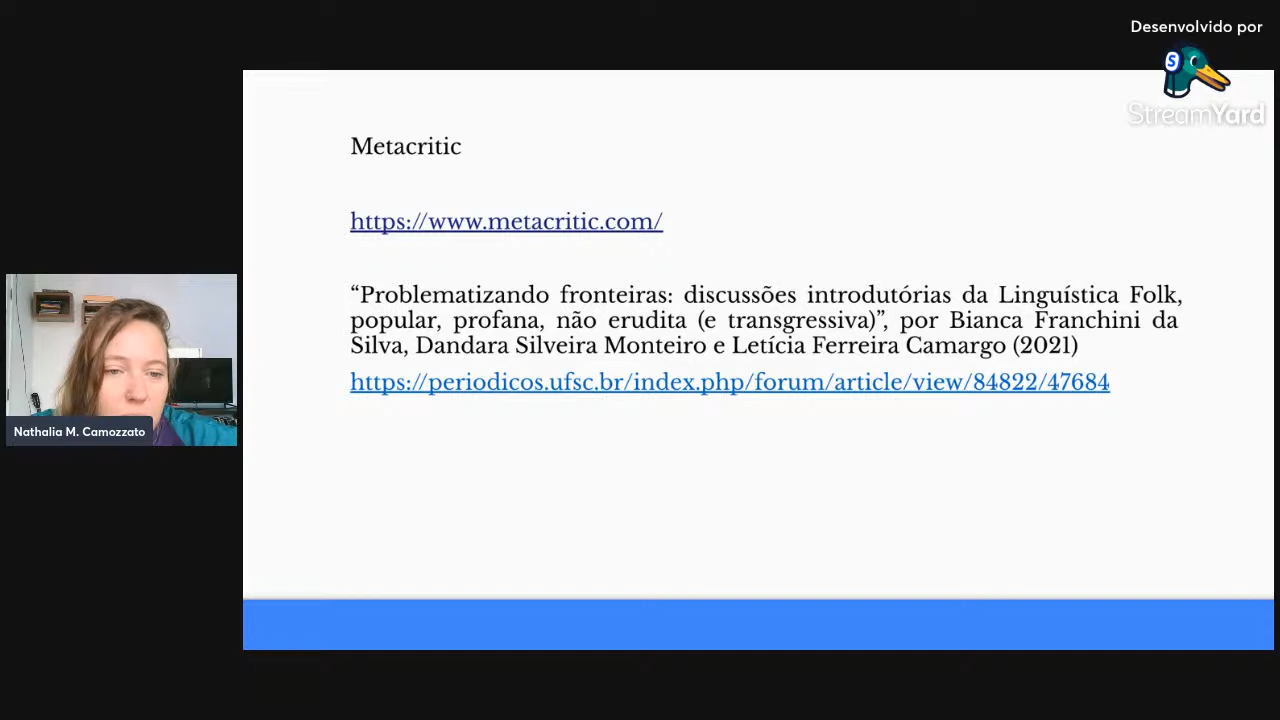 Desenvolvido por
StreamYard
Metacritic
https://www.metacritic.com/
“Problematizando fronteiras: discussões introdutórias da Linguística Folk,
popular, profana, não erudita (e transgressiva)”, por Bianca Franchini da
Silva, Dandara Silveira Monteiro e Letícia Ferreira Camargo (2021)
https://periodicos.ufsc.br/index.php/forum/article/view/84822/47684
Nathalia M. Camozzato